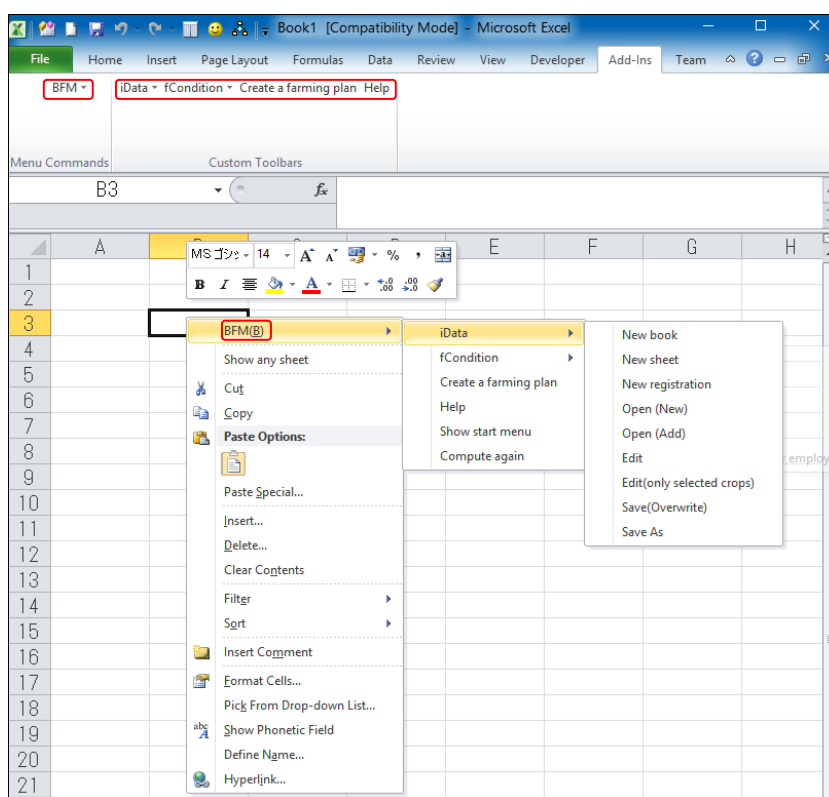 Book1 [Compatibility Mode] - Microsoft Excel
File Home Insert Page Layout Formulas Data Review View Developer Add-Ins Team
BFM iData fCondition Create a farming plan Help
Menu Commands Custom Toolbars
B3 fx
A E F G H
MS ゴシッ 14 A A %
B I A
1
2
3
4
5
6
7
8
9
10
11
12
13
14
15
16
17
18
19
20
21
BFM(B)
Show any sheet
Cut
Copy
Paste Options:
Paste Special...
Insert...
Delete...
Clear Contents
Filter
Sort
Insert Comment
Format Cells...
Pick From Drop-down List...
Show Phonetic Field
Define Name...
Hyperlink...
iData
fCondition
Create a farming plan
Help
Show start menu
Compute again
New book
New sheet
New registration
Open (New)
Open (Add)
Edit
Edit(only selected crops)
Save(Overwrite)
Save As